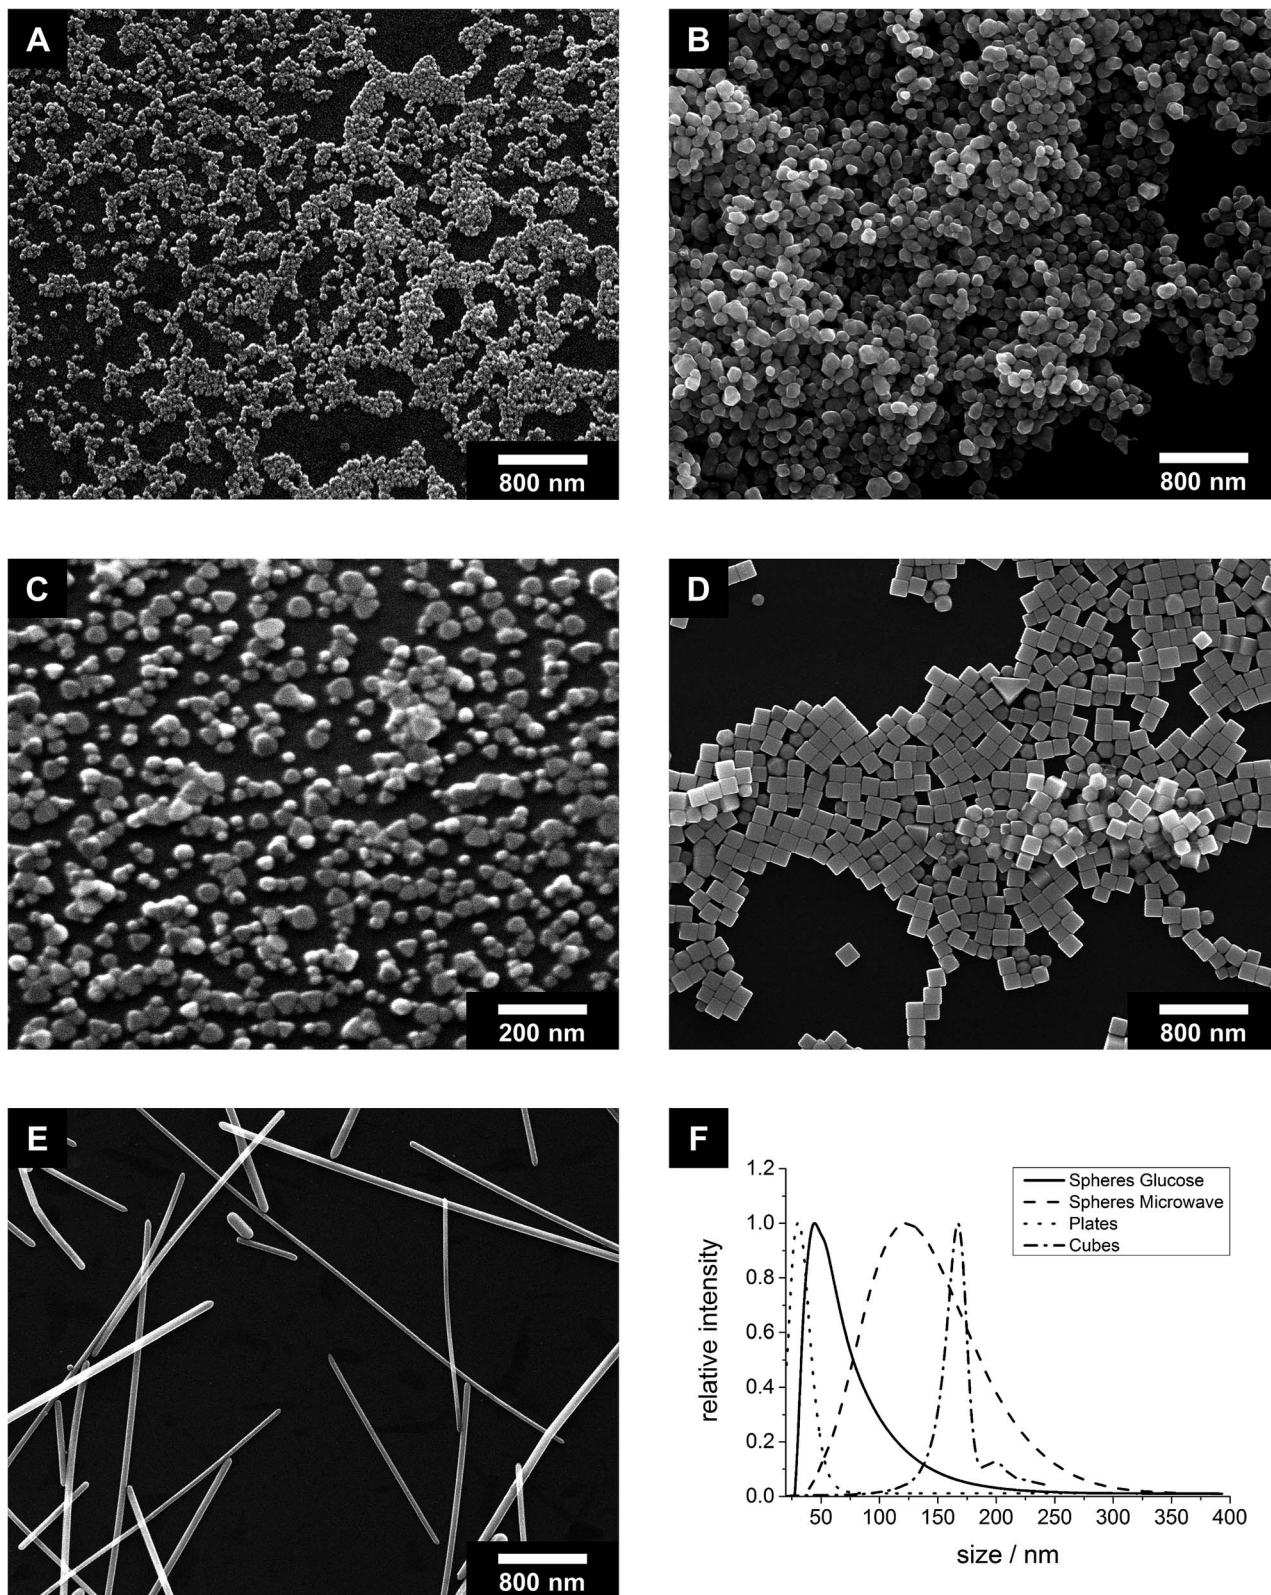 A
800 nm
B
800 nm
C
200 nm
D
800 nm
E
800 nm
F
Spheres Glucose
Spheres Microwave
Plates
Cubes
relative intensity
1.2
1.0
0.8
0.6
0.4
0.2
0.0
50 100 150 200 250 300 350 400
size / nm